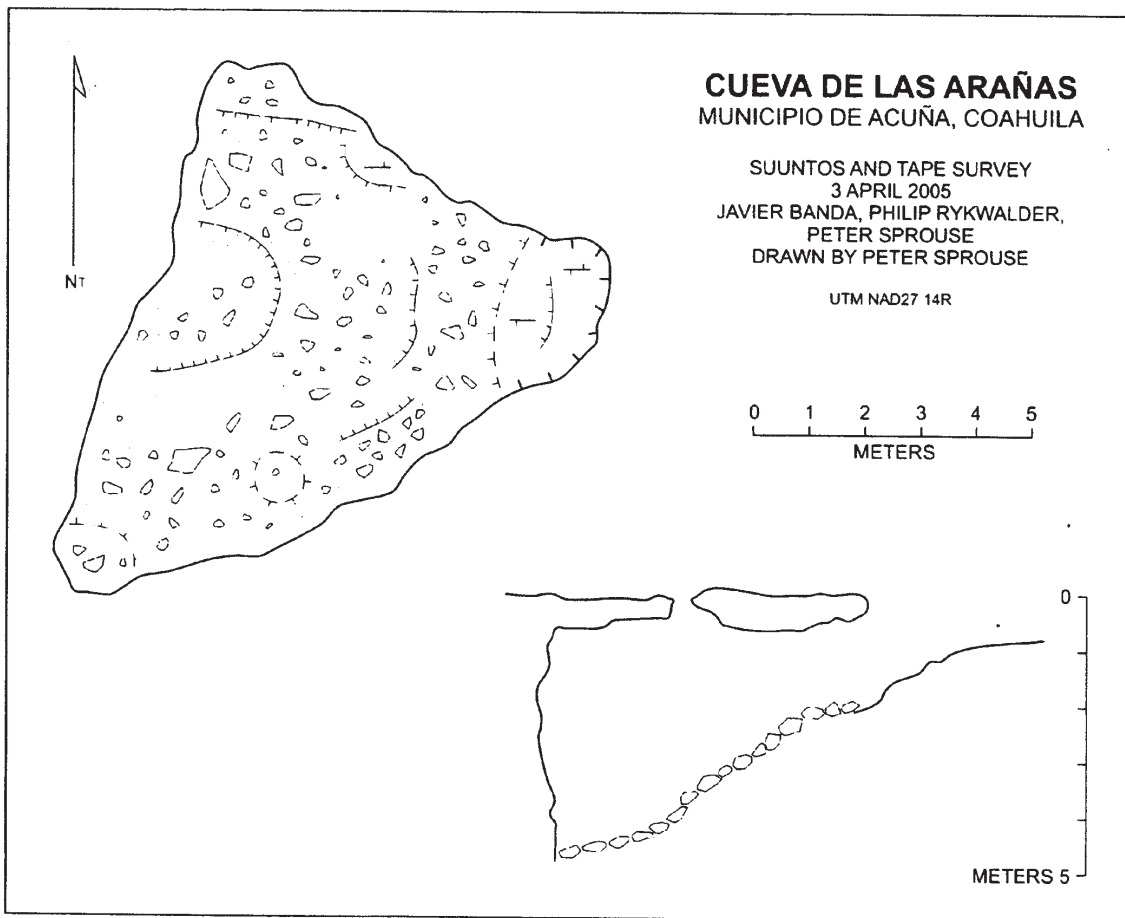 CUEVA DE LAS ARAÑAS
MUNICIPIO DE ACUÑA, COAHUILA
SUUNTOS AND TAPE SURVEY
3 APRIL 2005
JAVIER BANDA, PHILIP RYKWALDER,
PETER SPROUSE
DRAWN BY PETER SPROUSE
UTM NAD27 14R
NT
0 1 2 3 4 5
METERS
0
METERS 5